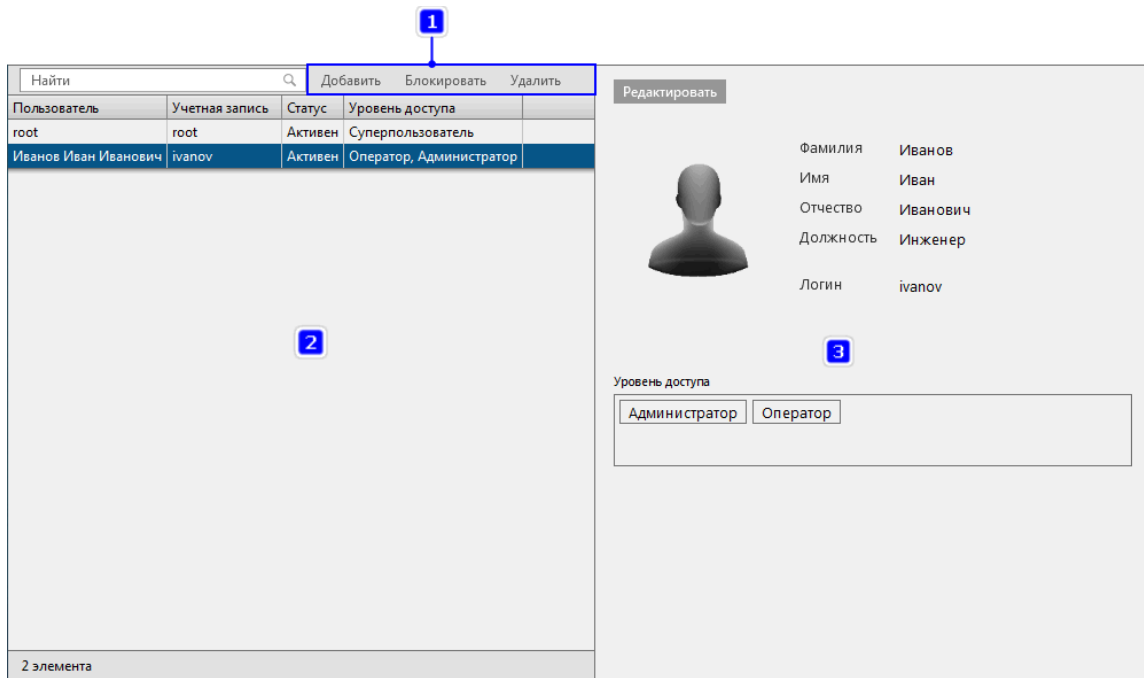 1
Найти Добавить Блокировать Удалить
Пользователь Учетная запись Статус Уровень доступа
root root Активен Суперпользователь
Иванов Иван Иванович ivanov Активен Оператор, Администратор
2
2 элемента
Редактировать
Фамилия Иванов
Имя Иван
Отчество Иванович
Должность Инженер
Логин ivanov
3
Уровень доступа
Администратор Оператор